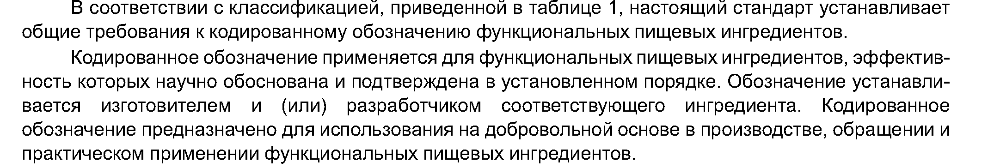 В соответствии с классификацией, приведенной в таблице 1, настоящий стандарт устанавливает
общие требования к кодированному обозначению функциональных пищевых ингредиентов.
Кодированное обозначение применяется для функциональных пищевых ингредиентов, эффектив-
ность которых научно обоснована и подтверждена в установленном порядке. Обозначение устанавли-
вается изготовителем и (или) разработчиком соответствующего ингредиента. Кодированное
обозначение предназначено для использования на добровольной основе в производстве, обращении и
практическом применении функциональных пищевых ингредиентов.